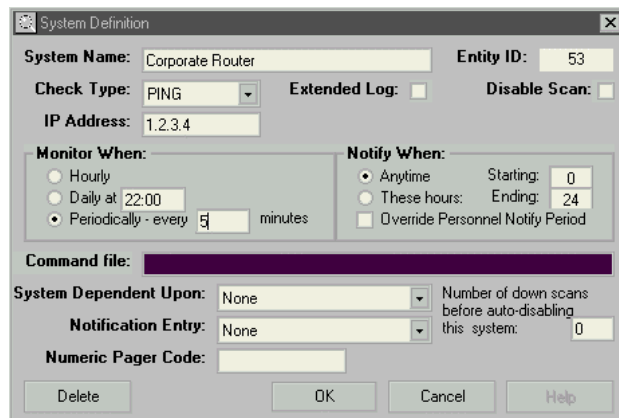 System Definition
System Name: Corporate Router Entity ID: 53
Check Type: PING Extended Log: Disable Scan:
IP Address: 1.2.3.4
Monitor When:
Hourly
Daily at 22:00
Periodically - every 5 minutes
Notify When:
Anytime Starting: 0
These hours: Ending: 24
Override Personnel Notify Period
Command file:
System Dependent Upon: None
Notification Entry: None
Number of down scans
before auto-disabling
this system: 0
Numeric Pager Code:
Delete OK Cancel Help